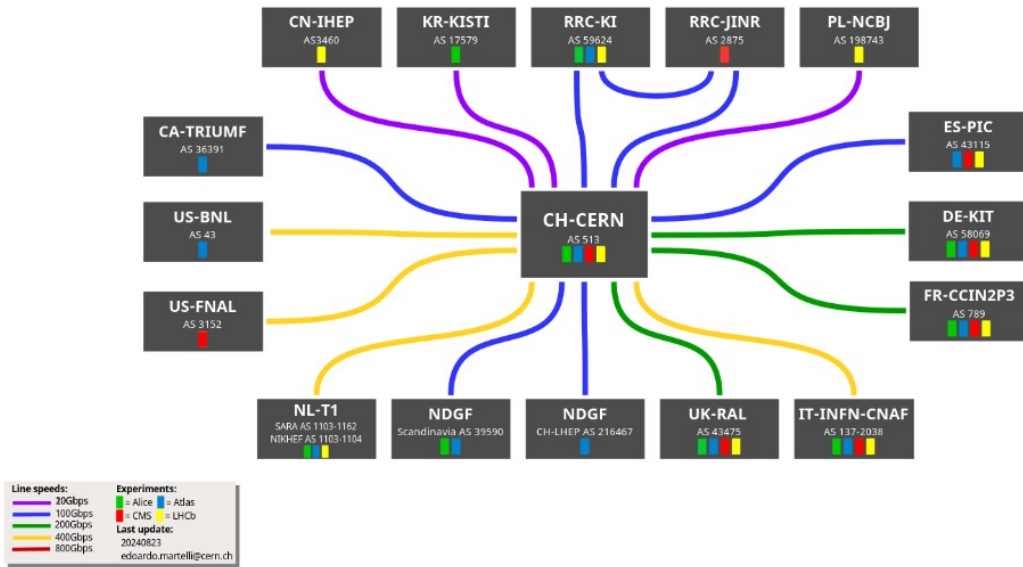 CN-IHEP
AS3460
KR-KISTI
AS 17579
RRC-KI
AS 59624
RRC-JINR
AS 2875
PL-NCBJ
AS 198743
CA-TRIUMF
AS 36391
ES-PIC
AS 43115
US-BNL
AS 43
CH-CERN
AS 513
DE-KIT
AS 58069
US-FNAL
AS 3152
FR-CCIN2P3
AS 789
NL-T1
SARA AS 1103-1162
NIKHEF AS 1103-1104
NDGF
Scandinavia AS 39590
NDGF
CH-LHEP AS 216467
UK-RAL
AS 43475
IT-INFN-CNAF
AS 137-2038
Line speeds:
20Gbps
100Gbps
200Gbps
400Gbps
800Gbps
Experiments:
= Alice = Atlas
= CMS = LHCb
Last update:
20240823
edoardo.martelli@cern.ch